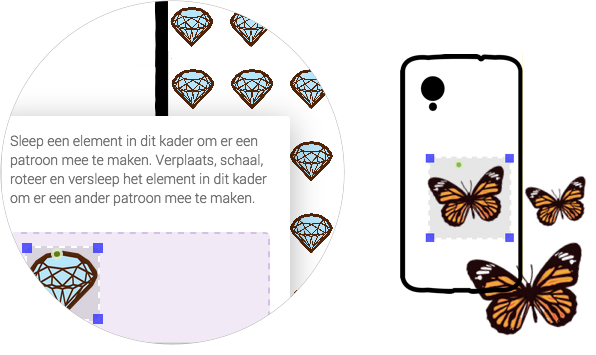 Sleep een element in dit kader om er een
patroon mee te maken. Verplaats, schaal,
roteer en versleep het element in dit kader
om er een ander patroon mee te maken.